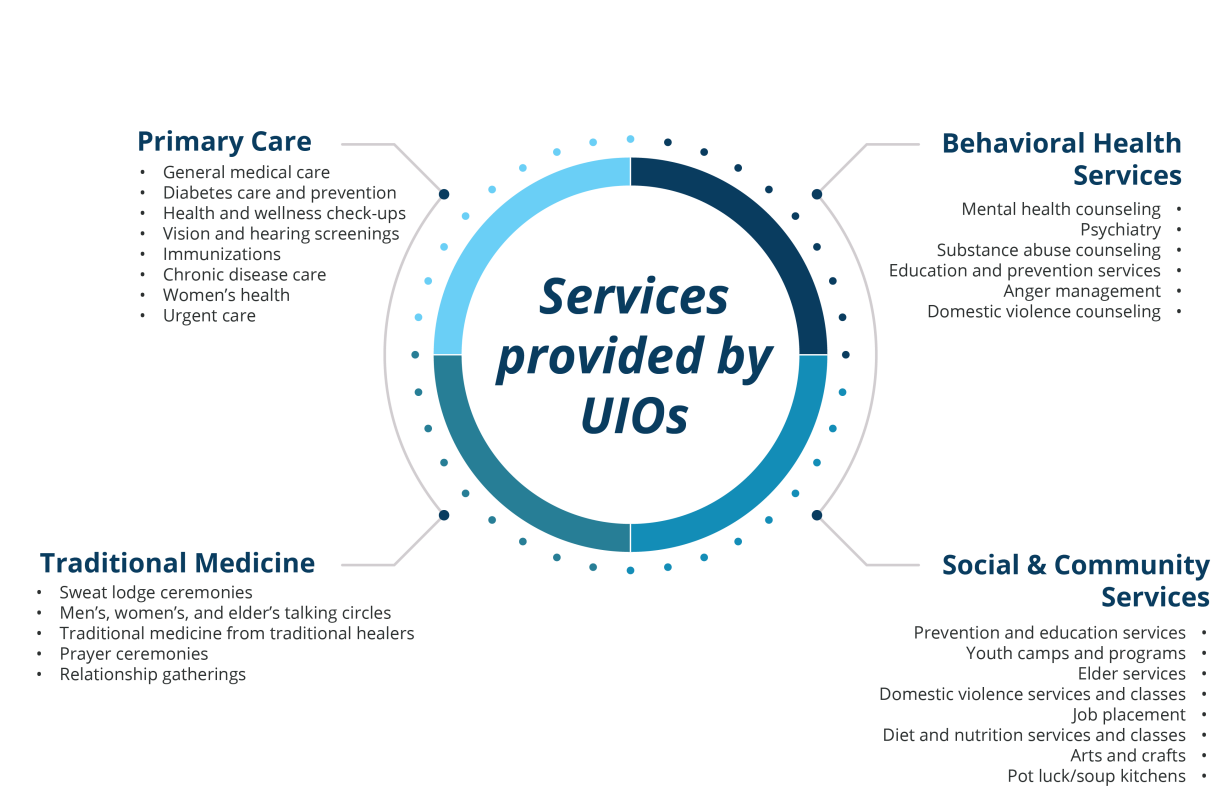 Primary Care
• General medical care
• Diabetes care and prevention
• Health and wellness check-ups
• Vision and hearing screenings
• Immunizations
• Chronic disease care
• Women’s health
• Urgent care
Behavioral Health
Services
Mental health counseling •
Psychiatry •
Substance abuse counseling •
Education and prevention services •
Anger management •
Domestic violence counseling •
Services
provided by
UIOs
Traditional Medicine
• Sweat lodge ceremonies
• Men’s, women’s, and elder’s talking circles
• Traditional medicine from traditional healers
• Prayer ceremonies
• Relationship gatherings
Social & Community
Services
Prevention and education services •
Youth camps and programs •
Elder services •
Domestic violence services and classes •
Job placement •
Diet and nutrition services and classes •
Arts and crafts •
Pot luck/soup kitchens •